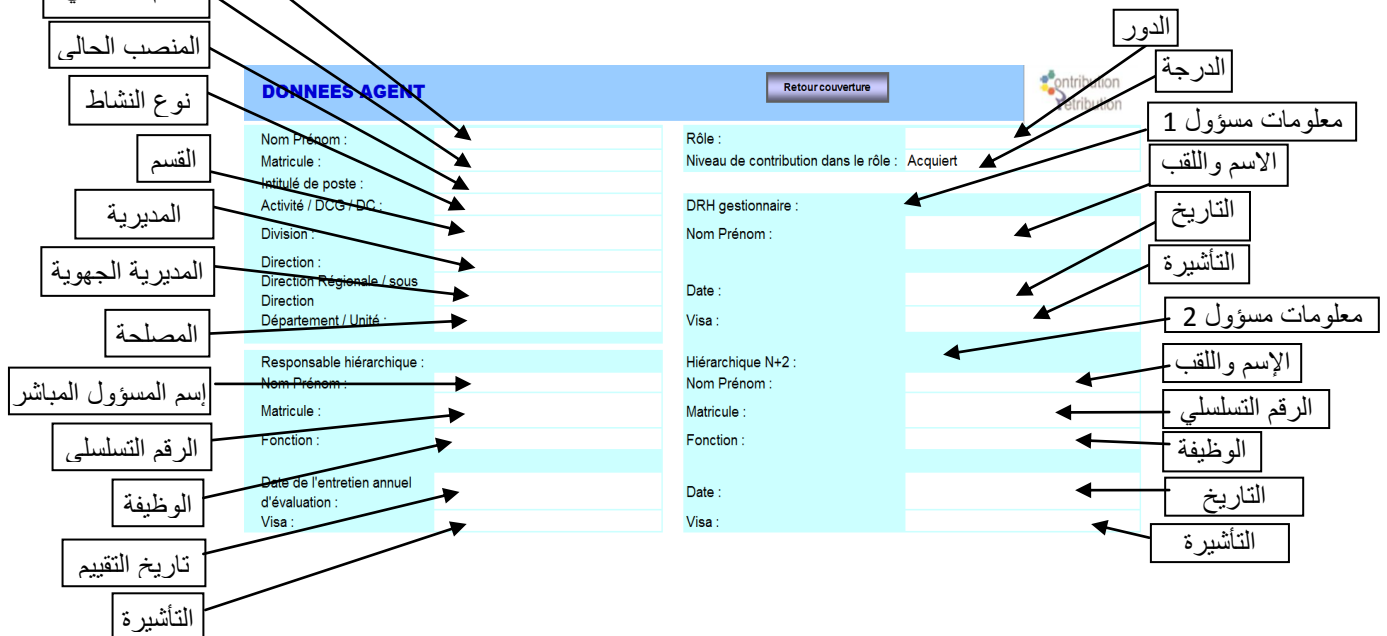 المنصب الحالي
نوع النشاط
القسم
المديرية
المديرية الجهوية
المصلحة
إسم المسؤول المباشر
الرقم التسلسلي
الوظيفة
تاريخ التقييم
التأشيرة
DONNEES AGENT
Retour couverture
ontribution
etribution
Nom Prénom :
Matricule :
Intitulé de poste :
Activité / DCG / DC :
Division :
Direction :
Direction Régionale / sous
Direction
Département / Unité :
Responsable hiérarchique :
Nom Prénom :
Matricule :
Fonction :
Date de l'entretien annuel
d'évaluation :
Visa :
Rôle :
Niveau de contribution dans le rôle : Acquiert
DRH gestionnaire :
Nom Prénom :
Date :
Visa :
Hiérarchique N+2 :
Nom Prénom :
Matricule :
Fonction :
Date :
Visa :
الدور
الدرجة
معلومات مسؤول 1
الاسم واللقب
التاريخ
التأشيرة
معلومات مسؤول 2
الإسم واللقب
الرقم التسلسلي
الوظيفة
التاريخ
التأشيرة